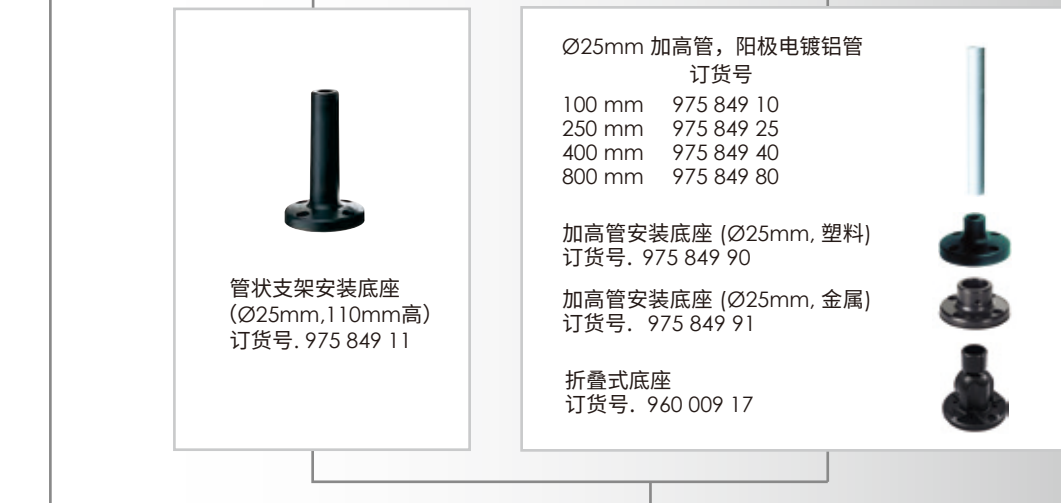 管状支架安装底座
(Ø25mm,110mm高)
订货号. 975 849 11
Ø25mm 加高管，阳极电镀铝管
订货号
100 mm 975 849 10
250 mm 975 849 25
400 mm 975 849 40
800 mm 975 849 80
加高管安装底座 (Ø25mm, 塑料)
订货号. 975 849 90
加高管安装底座 (Ø25mm, 金属)
订货号. 975 849 91
折叠式底座
订货号. 960 009 17